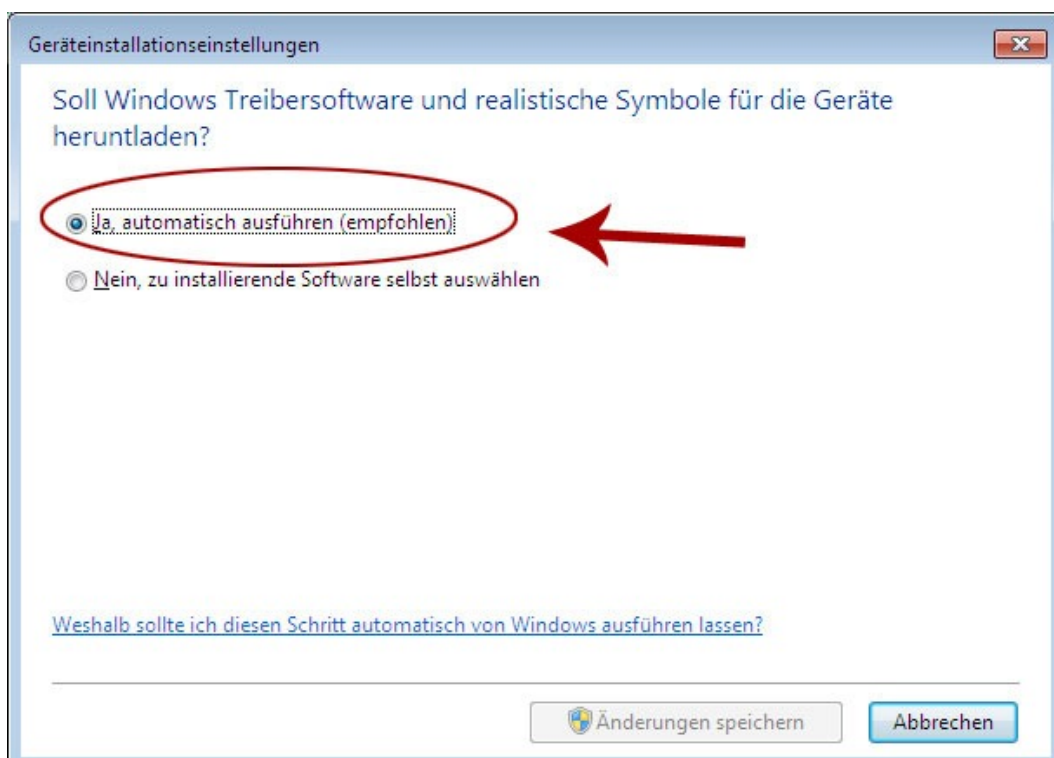 Geräteinstallationseinstellungen
Soll Windows Treibersoftware und realistische Symbole für die Geräte
heruntladen?
Ja, automatisch ausführen (empfohlen)
Nein, zu installierende Software selbst auswählen
Weshalb sollte ich diesen Schritt automatisch von Windows ausführen lassen?
Änderungen speichern
Abbrechen